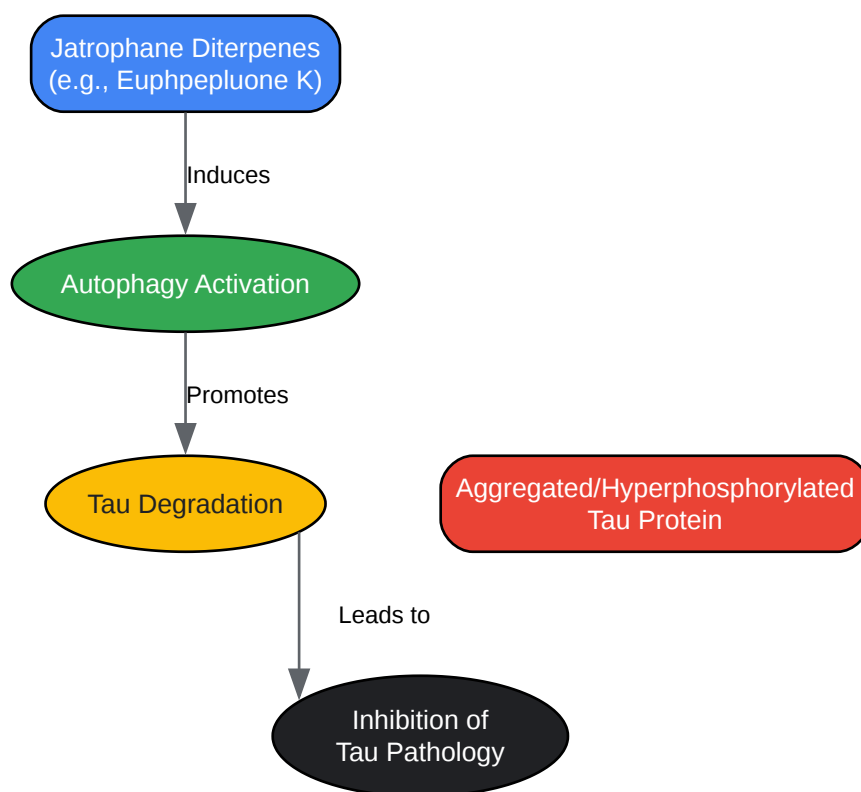 Jatrophane Diterpenes
(e.g., Euphpepluone K)
Induces
Autophagy Activation
Promotes
Tau Degradation
Aggregated/Hyperphosphorylated
Tau Protein
Leads to
Inhibition of
Tau Pathology